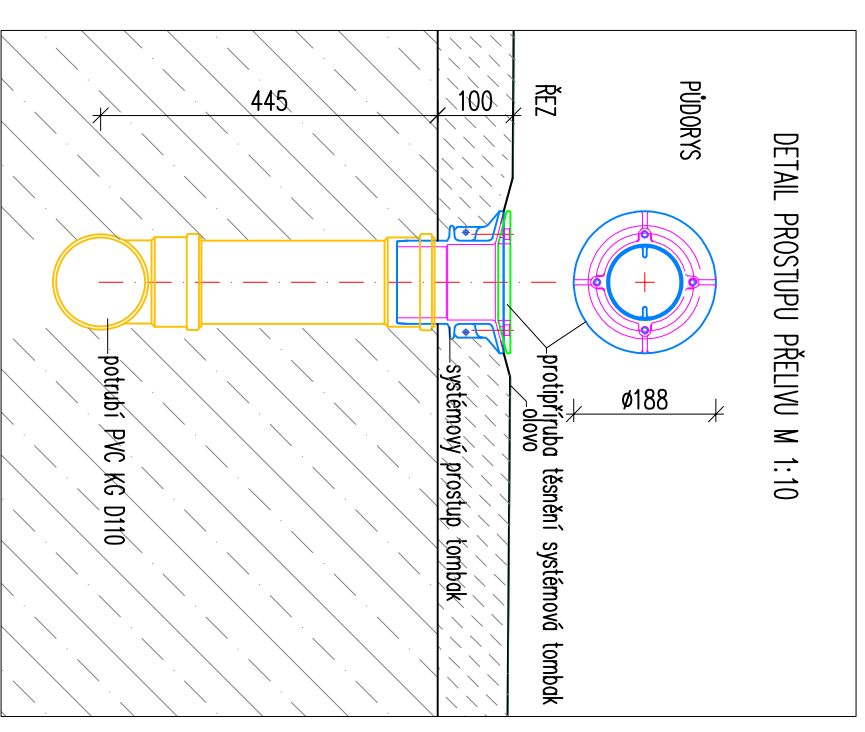 DETAIL PROSTUPU PŘELIVU M 1:10
PŮDORYS
ø188
ŘEZ
445
100
protipříruba těsnění systémová tombak
olovo
systémový prostup tombak
potrubí PVC KG D110